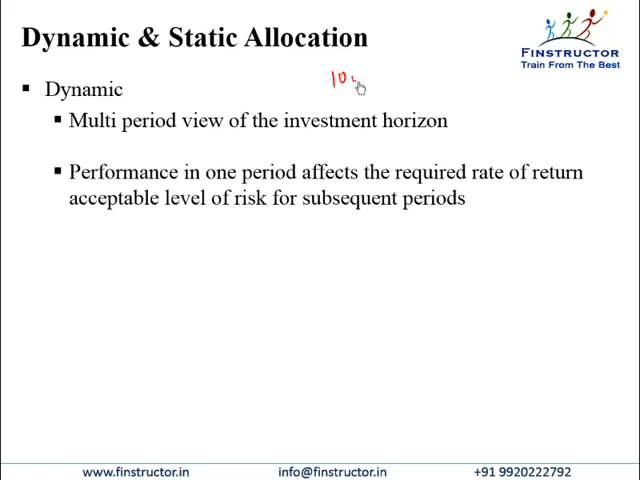 Dynamic & Static Allocation
FINSTRUCTOR
TRAIN FROM THE BEST
▪ Dynamic
10
▪ Multi period view of the investment horizon
▪ Performance in one period affects the required rate of return
acceptable level of risk for subsequent periods
www.finstructor.in info@finstructor.in +91 9920222792